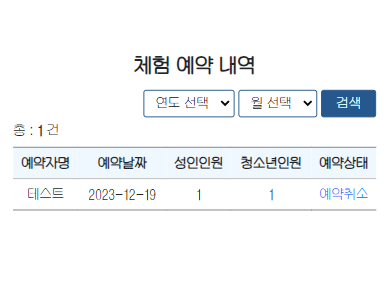 체험 예약 내역
연도 선택 월 선택 검색
총 : 1 건
예약자명 예약날짜 성인인원 청소년인원 예약상태
테스트 2023-12-19 1 1 예약취소